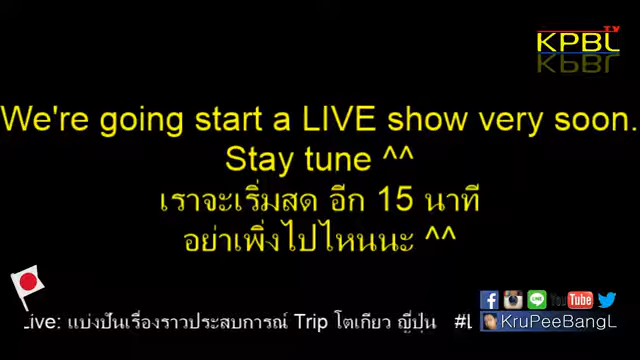 TV
KPBL
We're going start a LIVE show very soon.
Stay tune ^^
เราจะเริ่มสด อีก 15 นาที
อย่าเพิ่งไปไหนนะ ^^
LINE
YouTube
Live: แบ่งปันเรื่องราวประสบการณ์ Trip โตเกียว ญี่ปุ่น #L
KruPeeBangL